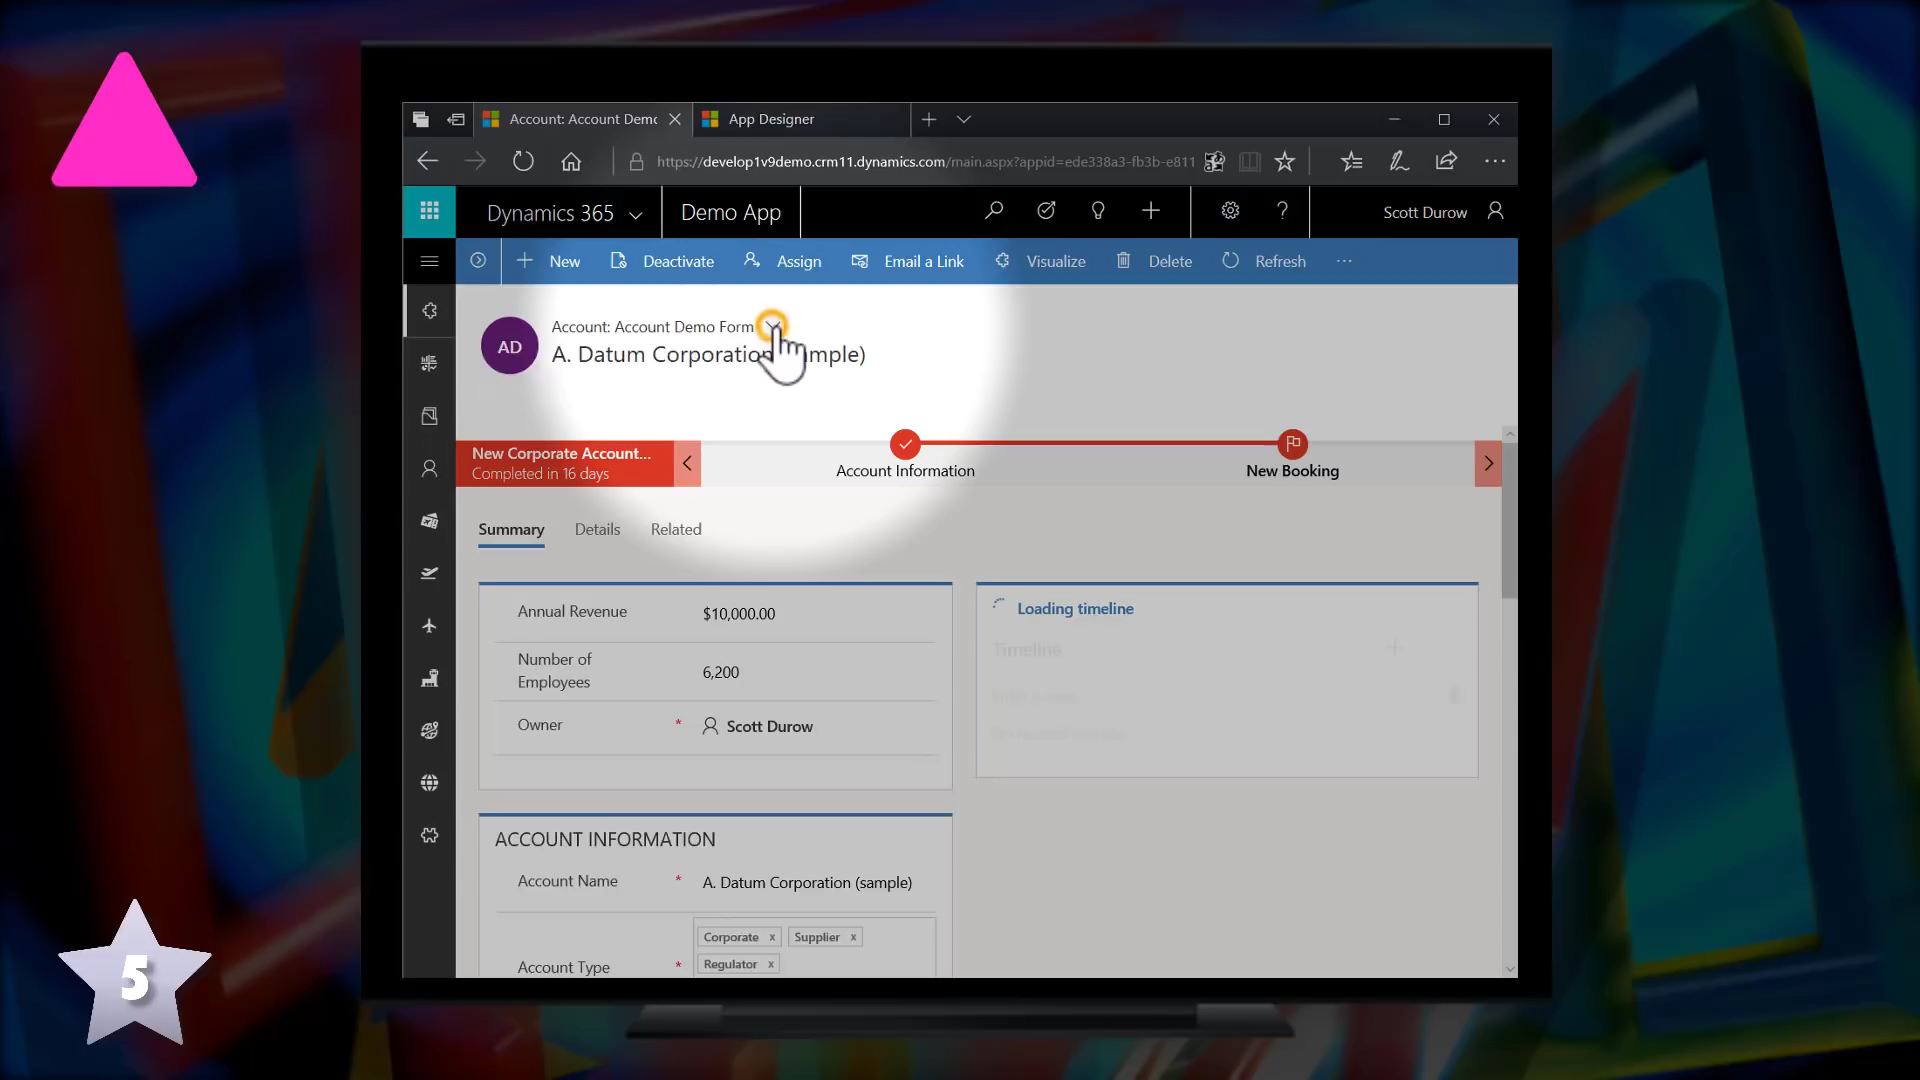 Account: Account Demo
App Designer
https://develop1v9demo.crm11.dynamics.com/main.aspx?appid=ede338a3-fb3b-e811
Dynamics 365
Demo App
Scott Durow
New
Deactivate
Assign
Email a Link
Visualize
Delete
Refresh
AD
Account: Account Demo Form
A. Datum Corporation mple)
New Corporate Account...
Completed in 16 days
Account Information
New Booking
Summary
Details
Related
Annual Revenue
$10,000.00
Number of
Employees
6,200
Owner
*
Scott Durow
Loading timeline
Timeline
ACCOUNT INFORMATION
Account Name
*
A. Datum Corporation (sample)
Account Type
*
Corporate x
Supplier x
Regulator x
5